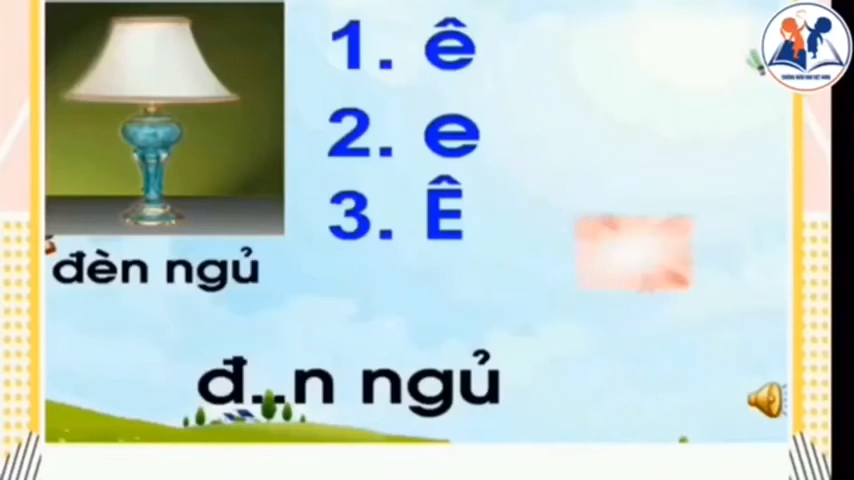 1. ê
2. e
3. Ê
đèn ngủ
đ..n ngủ